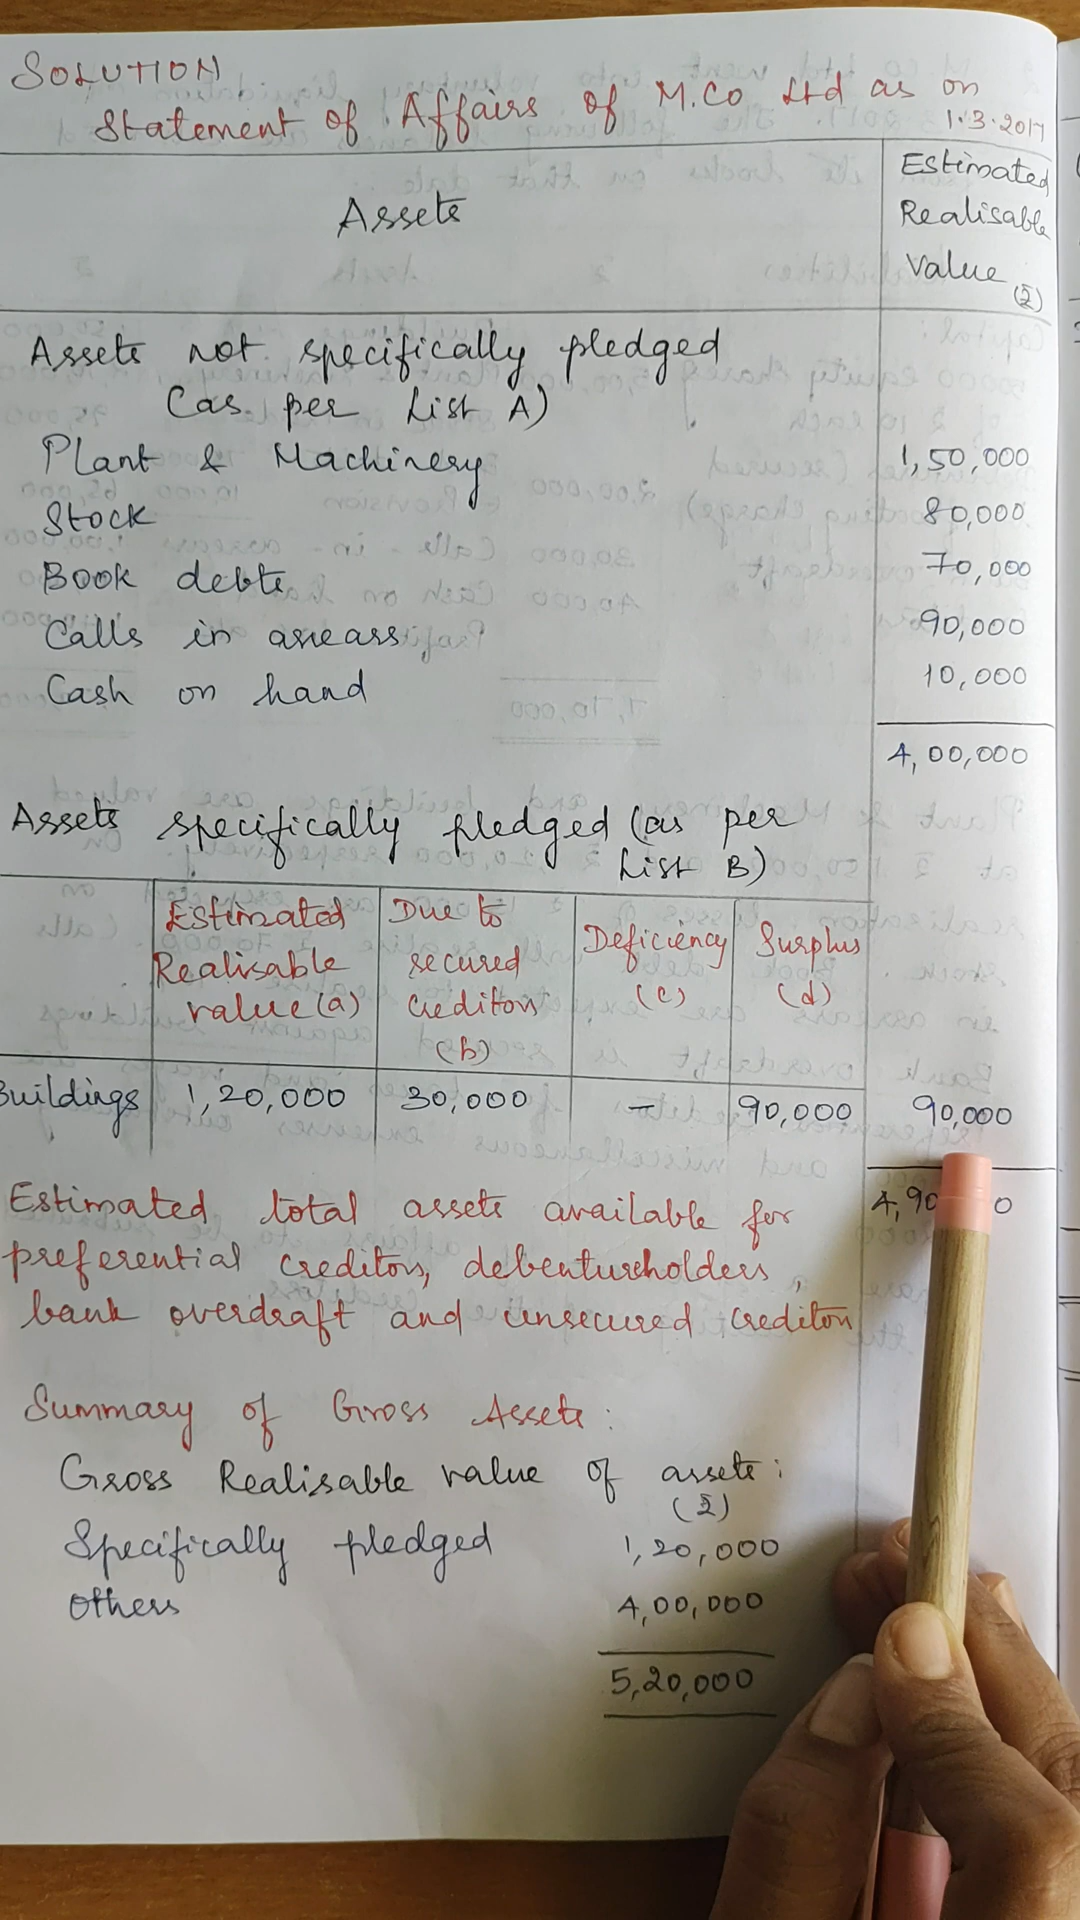 SOLUTION
Statement of Affairs of M.Co Ltd as on
1.3.2017
Assets
Estimated
Realisable
Value (₹)
Assets not specifically pledged
(as per List A)
Plant & Machinery 1,50,000
Stock 80,000
Book debts 70,000
Calls in arrears 90,000
Cash on hand 10,000
4,00,000
Assets specifically pledged (as per
List B)
Estimated Realisable value (a)
Due to secured Creditors (b)
Deficiency (c)
Surplus (d)
Buildings 1,20,000 30,000 - 90,000 90,000
Estimated total assets available for 4,90
preferential Creditors, debentureholders,
bank overdraft and unsecured Creditors
Summary of Gross Assets:
Gross Realisable value of assets:
(₹)
Specifically pledged 1,20,000
Others 4,00,000
5,20,000